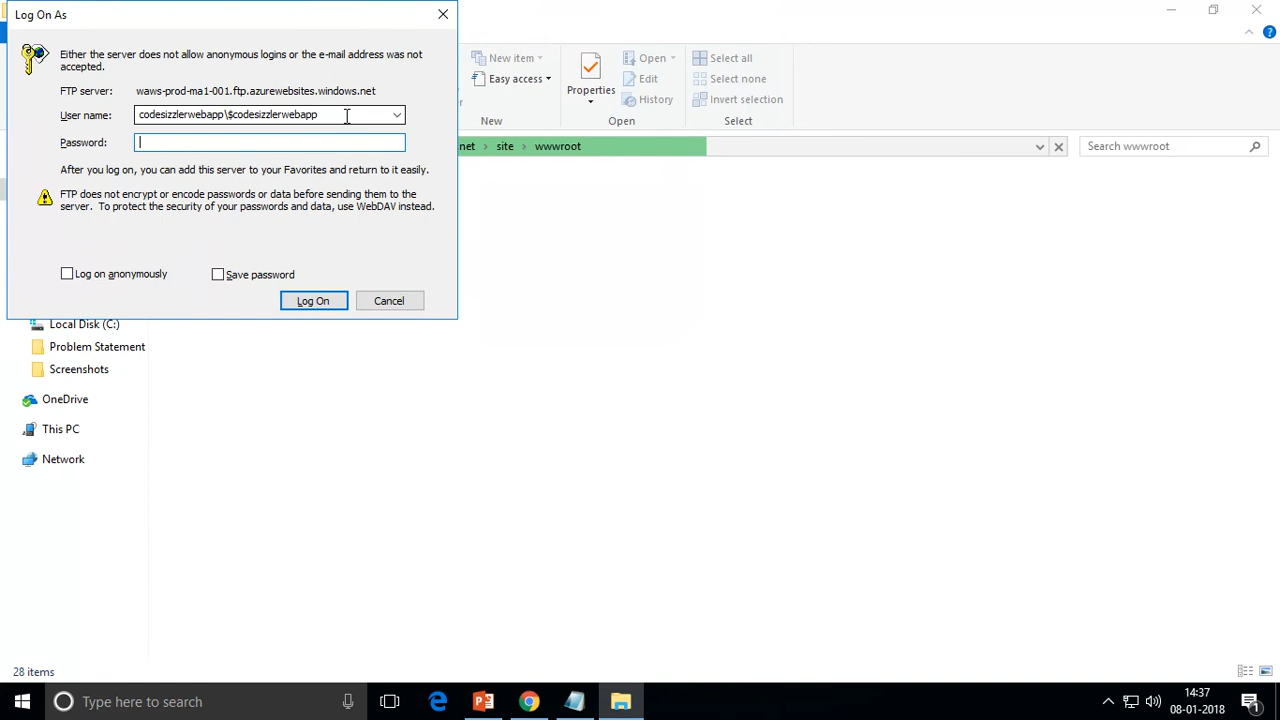 Log On As
Either the server does not allow anonymous logins or the e-mail address was not
accepted.
FTP server: waws-prod-ma1-001.ftp.azurewebsites.windows.net
User name: codesizzlerwebapp\$codesizzlerwebapp
Password:
After you log on, you can add this server to your Favorites and return to it easily.
FTP does not encrypt or encode passwords or data before sending them to the
server. To protect the security of your passwords and data, use WebDAV instead.
Log on anonymously
Save password
Log On
Cancel
New item
Easy access
New
Properties
Open
Edit
History
Open
Select all
Select none
Invert selection
Select
.net
site
wwwroot
Search wwwroot
Local Disk (C:)
Problem Statement
Screenshots
OneDrive
This PC
Network
28 items
Type here to search
14:37
08-01-2018
1